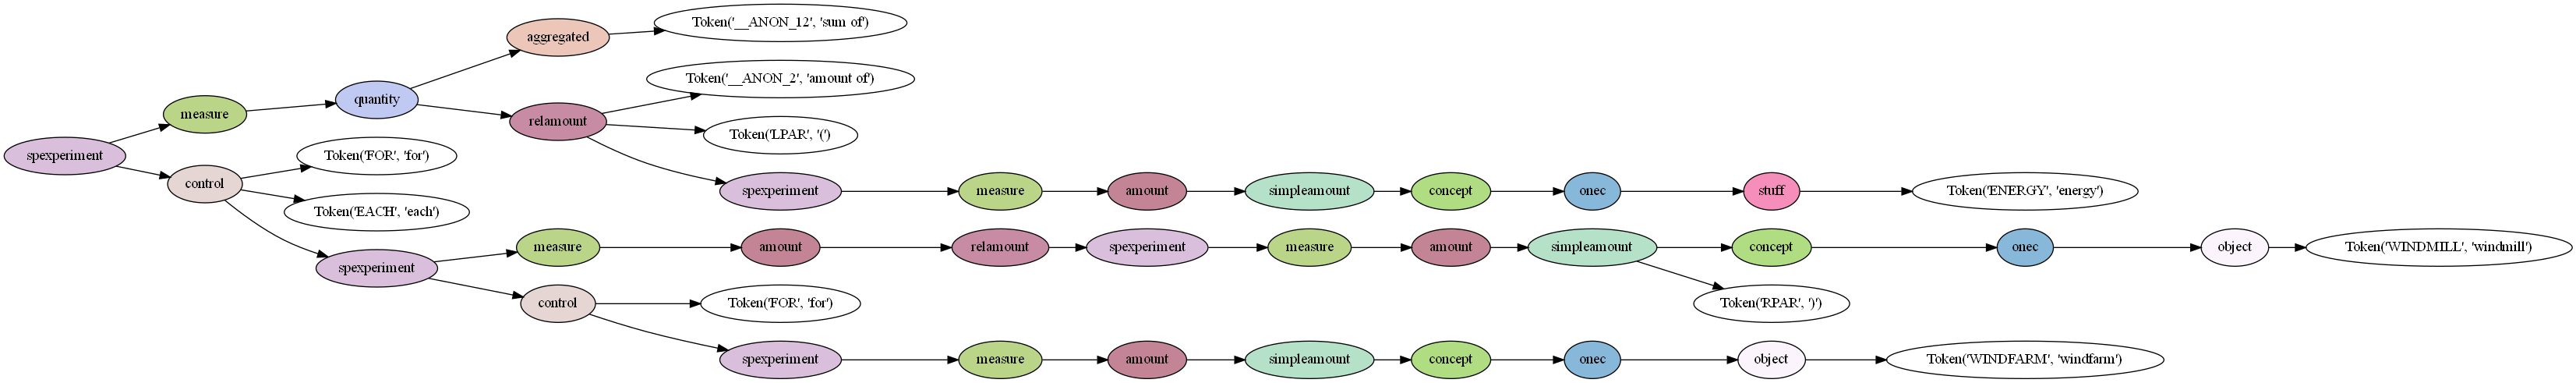 Token('__ANON_12', 'sum of')
aggregated
Token('__ANON_2', 'amount of')
measure quantity
relamount
Token('LPAR', '(')
spexperiment
Token('FOR', 'for')
control
Token('EACH', 'each')
spexperiment measure amount simpleamount concept onec stuff Token('ENERGY', 'energy')
measure amount relamount spexperiment measure amount simpleamount concept onec object Token('WINDMILL', 'windmill')
spexperiment
control Token('FOR', 'for') Token('RPAR', ')')
spexperiment measure amount simpleamount concept onec object Token('WINDFARM', 'windfarm')